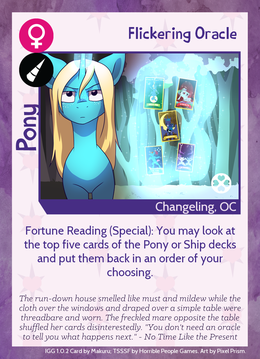 Flickering Oracle
Pony
Changeling, OC
Fortune Reading (Special): You may look at
the top five cards of the Pony or Ship decks
and put them back in an order of your
choosing.
The run-down house smelled like must and mildew while the
cloth over the windows and draped over a simple table were
threadbare and worn. The freckled mare opposite the table
shuffled her cards disinterestedly. "You don't need an oracle
to tell you what happens next." - No Time Like the Present
IGG 1.0.2 Card by Makuru, TSSSF by Horrible People Games. Art by Pixel Prism.